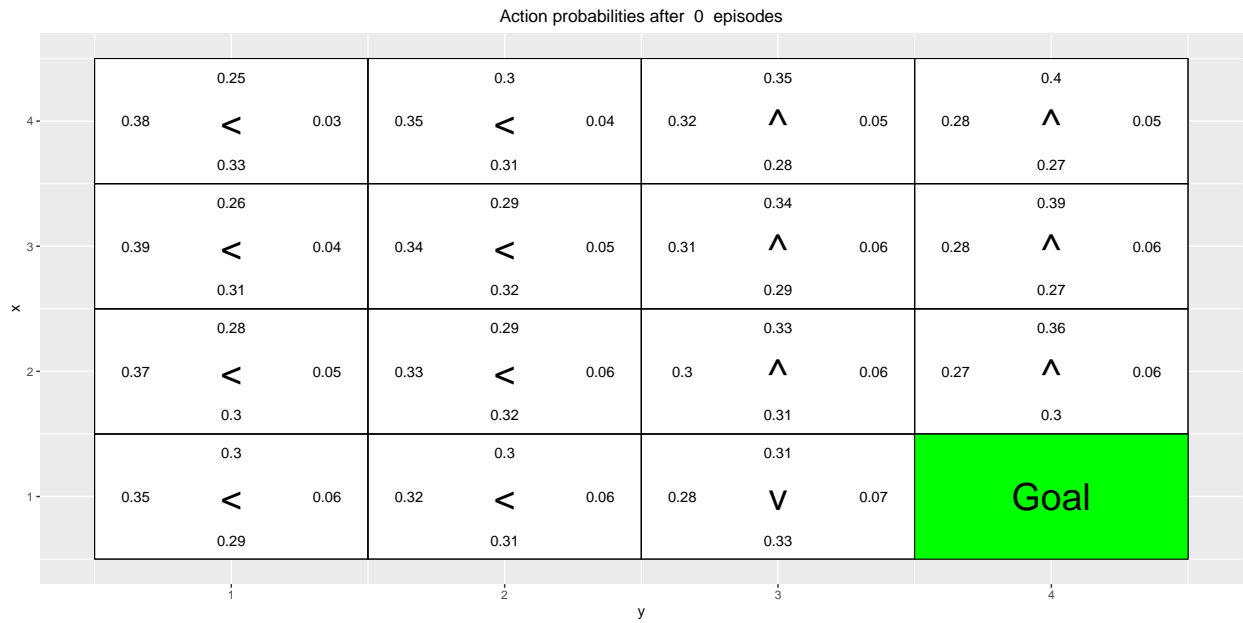 Action probabilities after 0 episodes
0.25 0.3 0.35 0.4
4 0.38 < 0.03 0.35 < 0.04 0.32 ^ 0.05 0.28 ^ 0.05
0.33 0.31 0.28 0.27
0.26 0.29 0.34 0.39
3 0.39 < 0.04 0.34 < 0.05 0.31 ^ 0.06 0.28 ^ 0.06
0.31 0.32 0.29 0.27
x
0.28 0.29 0.33 0.36
2 0.37 < 0.05 0.33 < 0.06 0.3 ^ 0.06 0.27 ^ 0.06
0.3 0.32 0.31 0.3
0.3 0.3 0.31
1 0.35 < 0.06 0.32 < 0.06 0.28 v 0.07 Goal
0.29 0.31 0.33
1 2 3 4
y